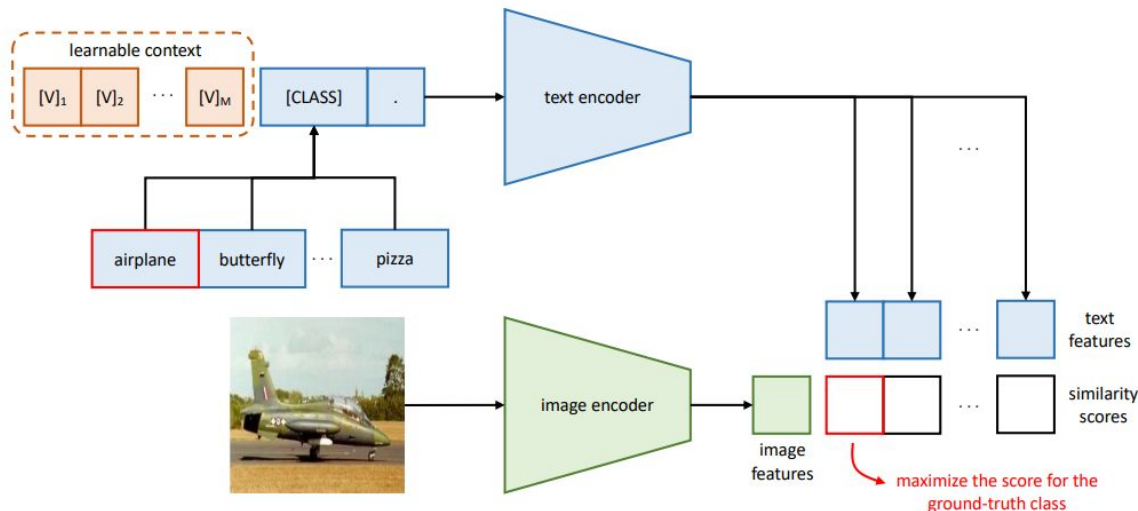 learnable context
[V]1 [V]2 ... [V]M [CLASS] .
text encoder
...
airplane butterfly ... pizza
... text
features
image encoder
... similarity
scores
image
features
maximize the score for the
ground-truth class